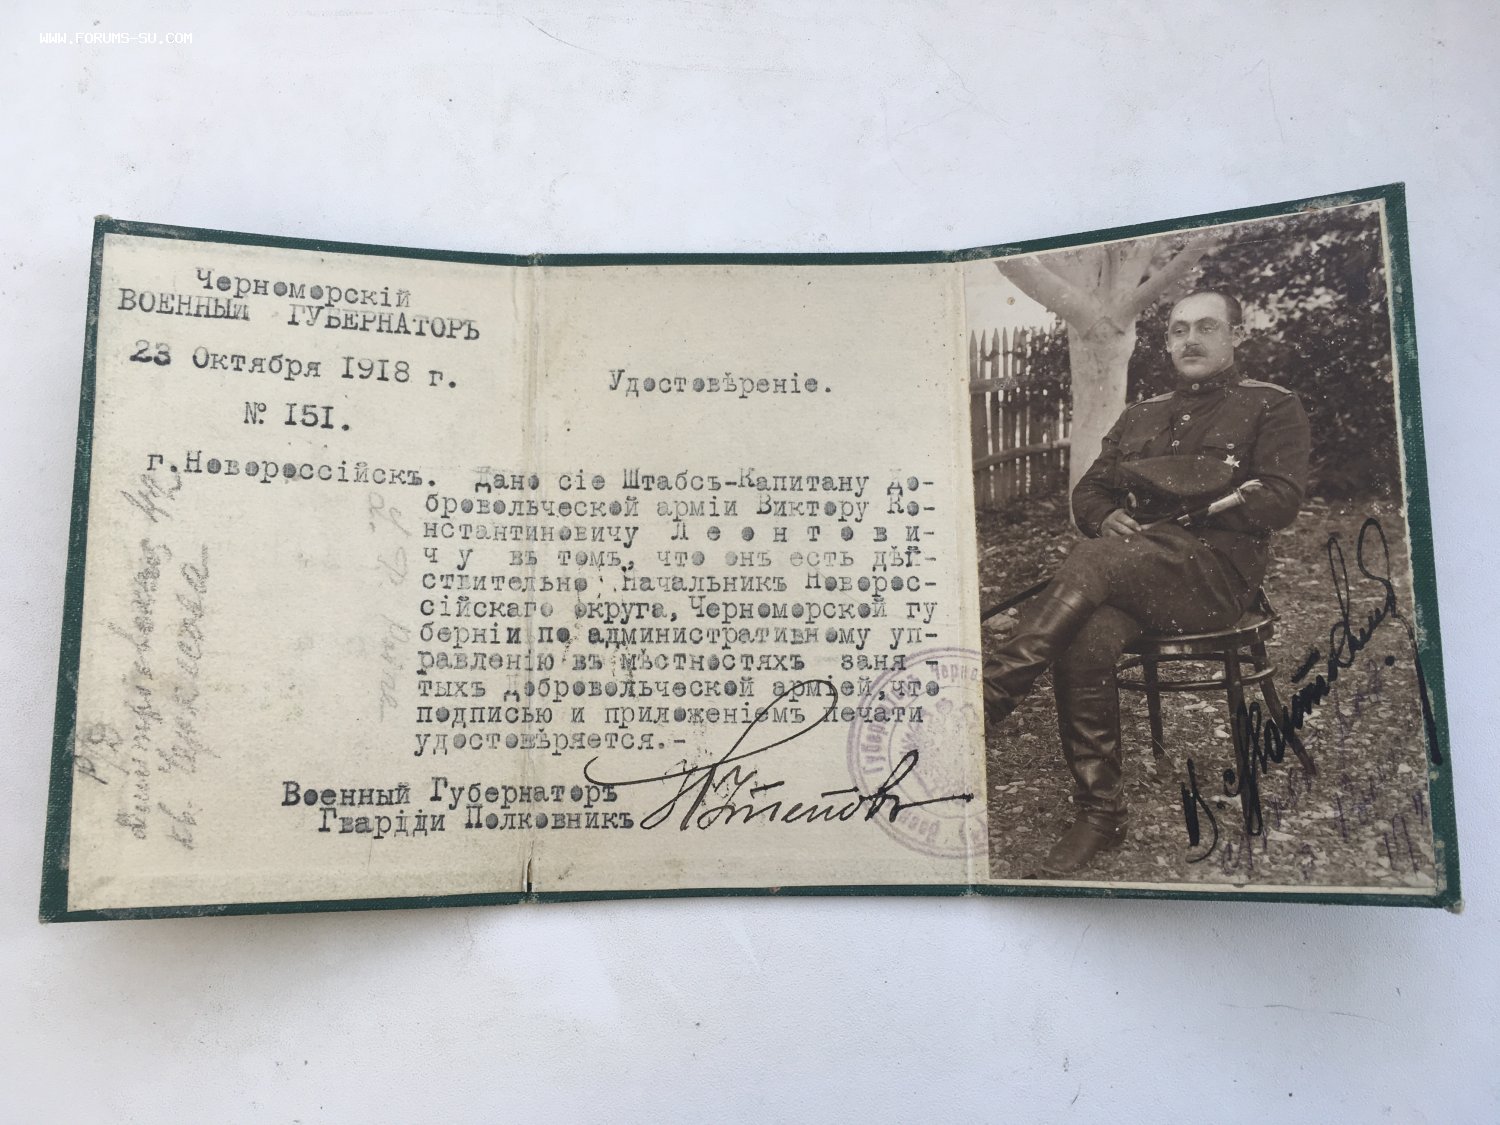 WWW.FORUMS-SU.COM
Черноморскій
ВОЕННЫЙ ГУБЕРНАТОРЪ
23 Октября 1918 г.
№ 151.
г.Новороссійскъ.
Удостовѣреніе.
Дано сіе Штабсъ-Капитану До-
бровольческой арміи Виктору Ко-
нстантиновичу Л е о н т о в и-
ч у въ томъ, что онъ есть дѣй-
ствительно Начальникъ Новорос-
сійскаго округа, Черноморской гу
берніи по административному уп-
равленію въ мѣстностяхъ заня -
тыхъ Добровольческой арміей,что
подписью и приложеніемъ печати
удостовѣряется.-
Военный Губернаторъ
Гвардіи Полковникъ